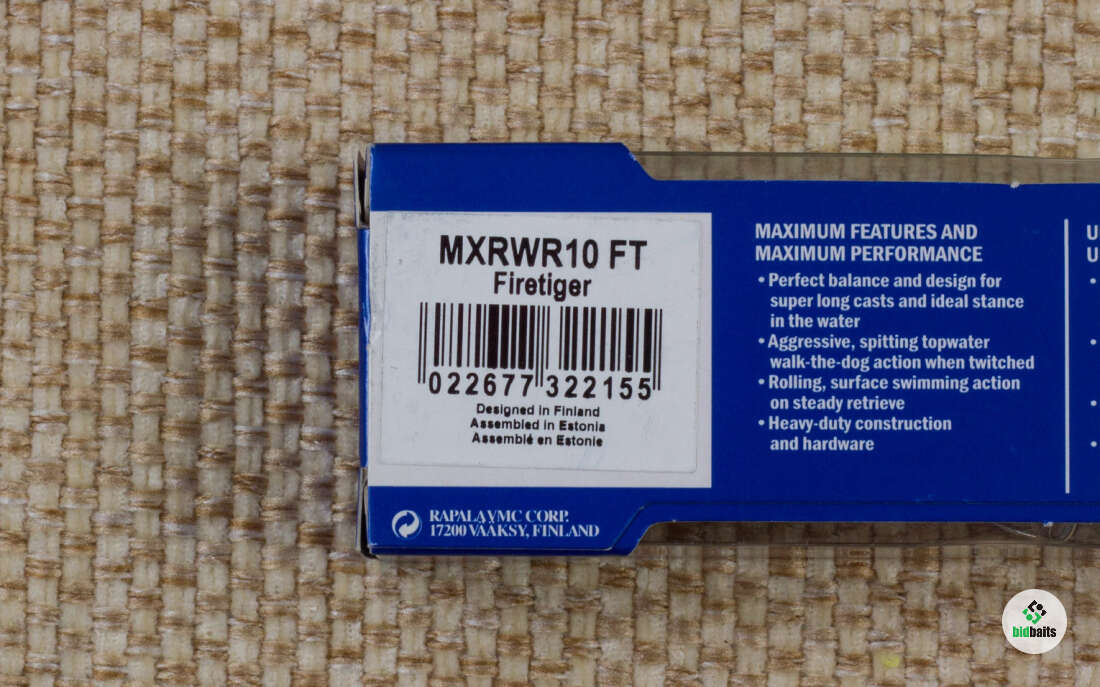 MXRWR10 FT
Firetiger
022677 322155
Designed in Finland
Assembled in Estonia
Assemblé en Estonie
RAPALA VMC CORP.
17200 VÄÄKSY, FINLAND
MAXIMUM FEATURES AND
MAXIMUM PERFORMANCE
• Perfect balance and design for
super long casts and ideal stance
in the water
• Aggressive, spitting topwater
walk-the-dog action when twitched
• Rolling, surface swimming action
on steady retrieve
• Heavy-duty construction
and hardware
U
U
bidbaits